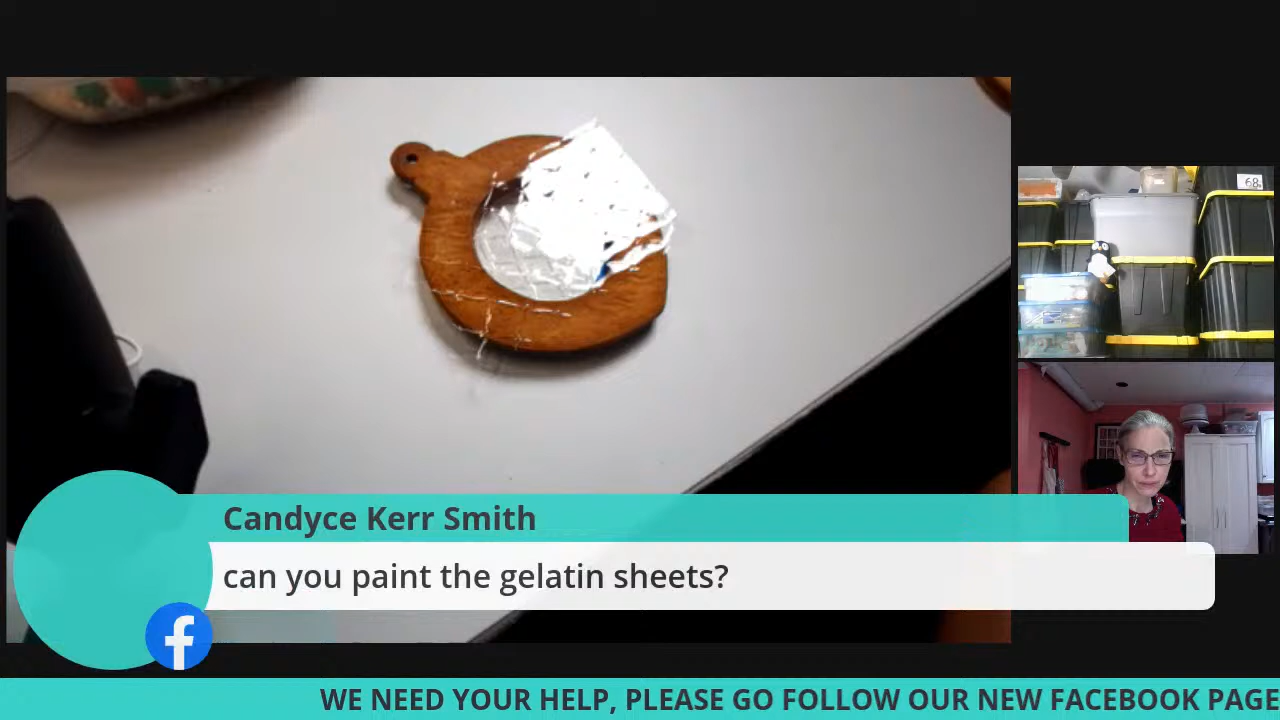 68
Candyce Kerr Smith
can you paint the gelatin sheets?
WE NEED YOUR HELP, PLEASE GO FOLLOW OUR NEW FACEBOOK PAGE